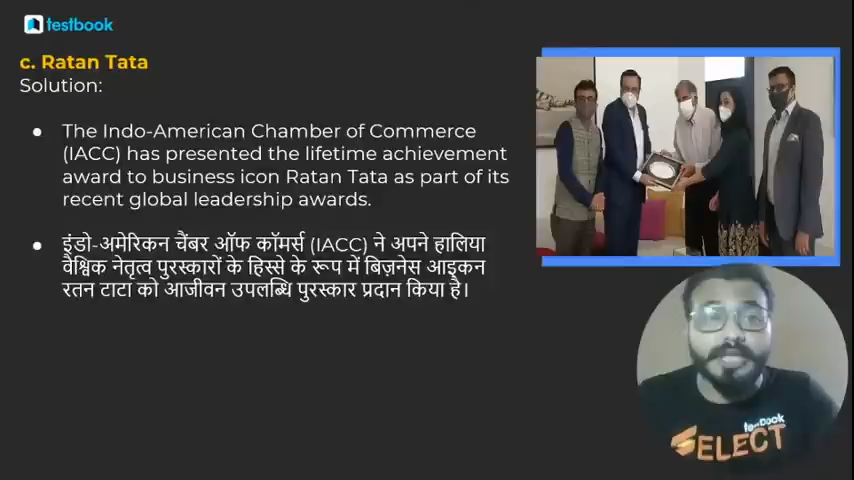 testbook
c. Ratan Tata
Solution:
● The Indo-American Chamber of Commerce
(IACC) has presented the lifetime achievement
award to business icon Ratan Tata as part of its
recent global leadership awards.
● इंडो-अमेरिकन चैंबर ऑफ कॉमर्स (IACC) ने अपने हालिया
वैश्विक नेतृत्व पुरस्कारों के हिस्से के रूप में बिज़नेस आइकन
रतन टाटा को आजीवन उपलब्धि पुरस्कार प्रदान किया है।
testbook
SELECT